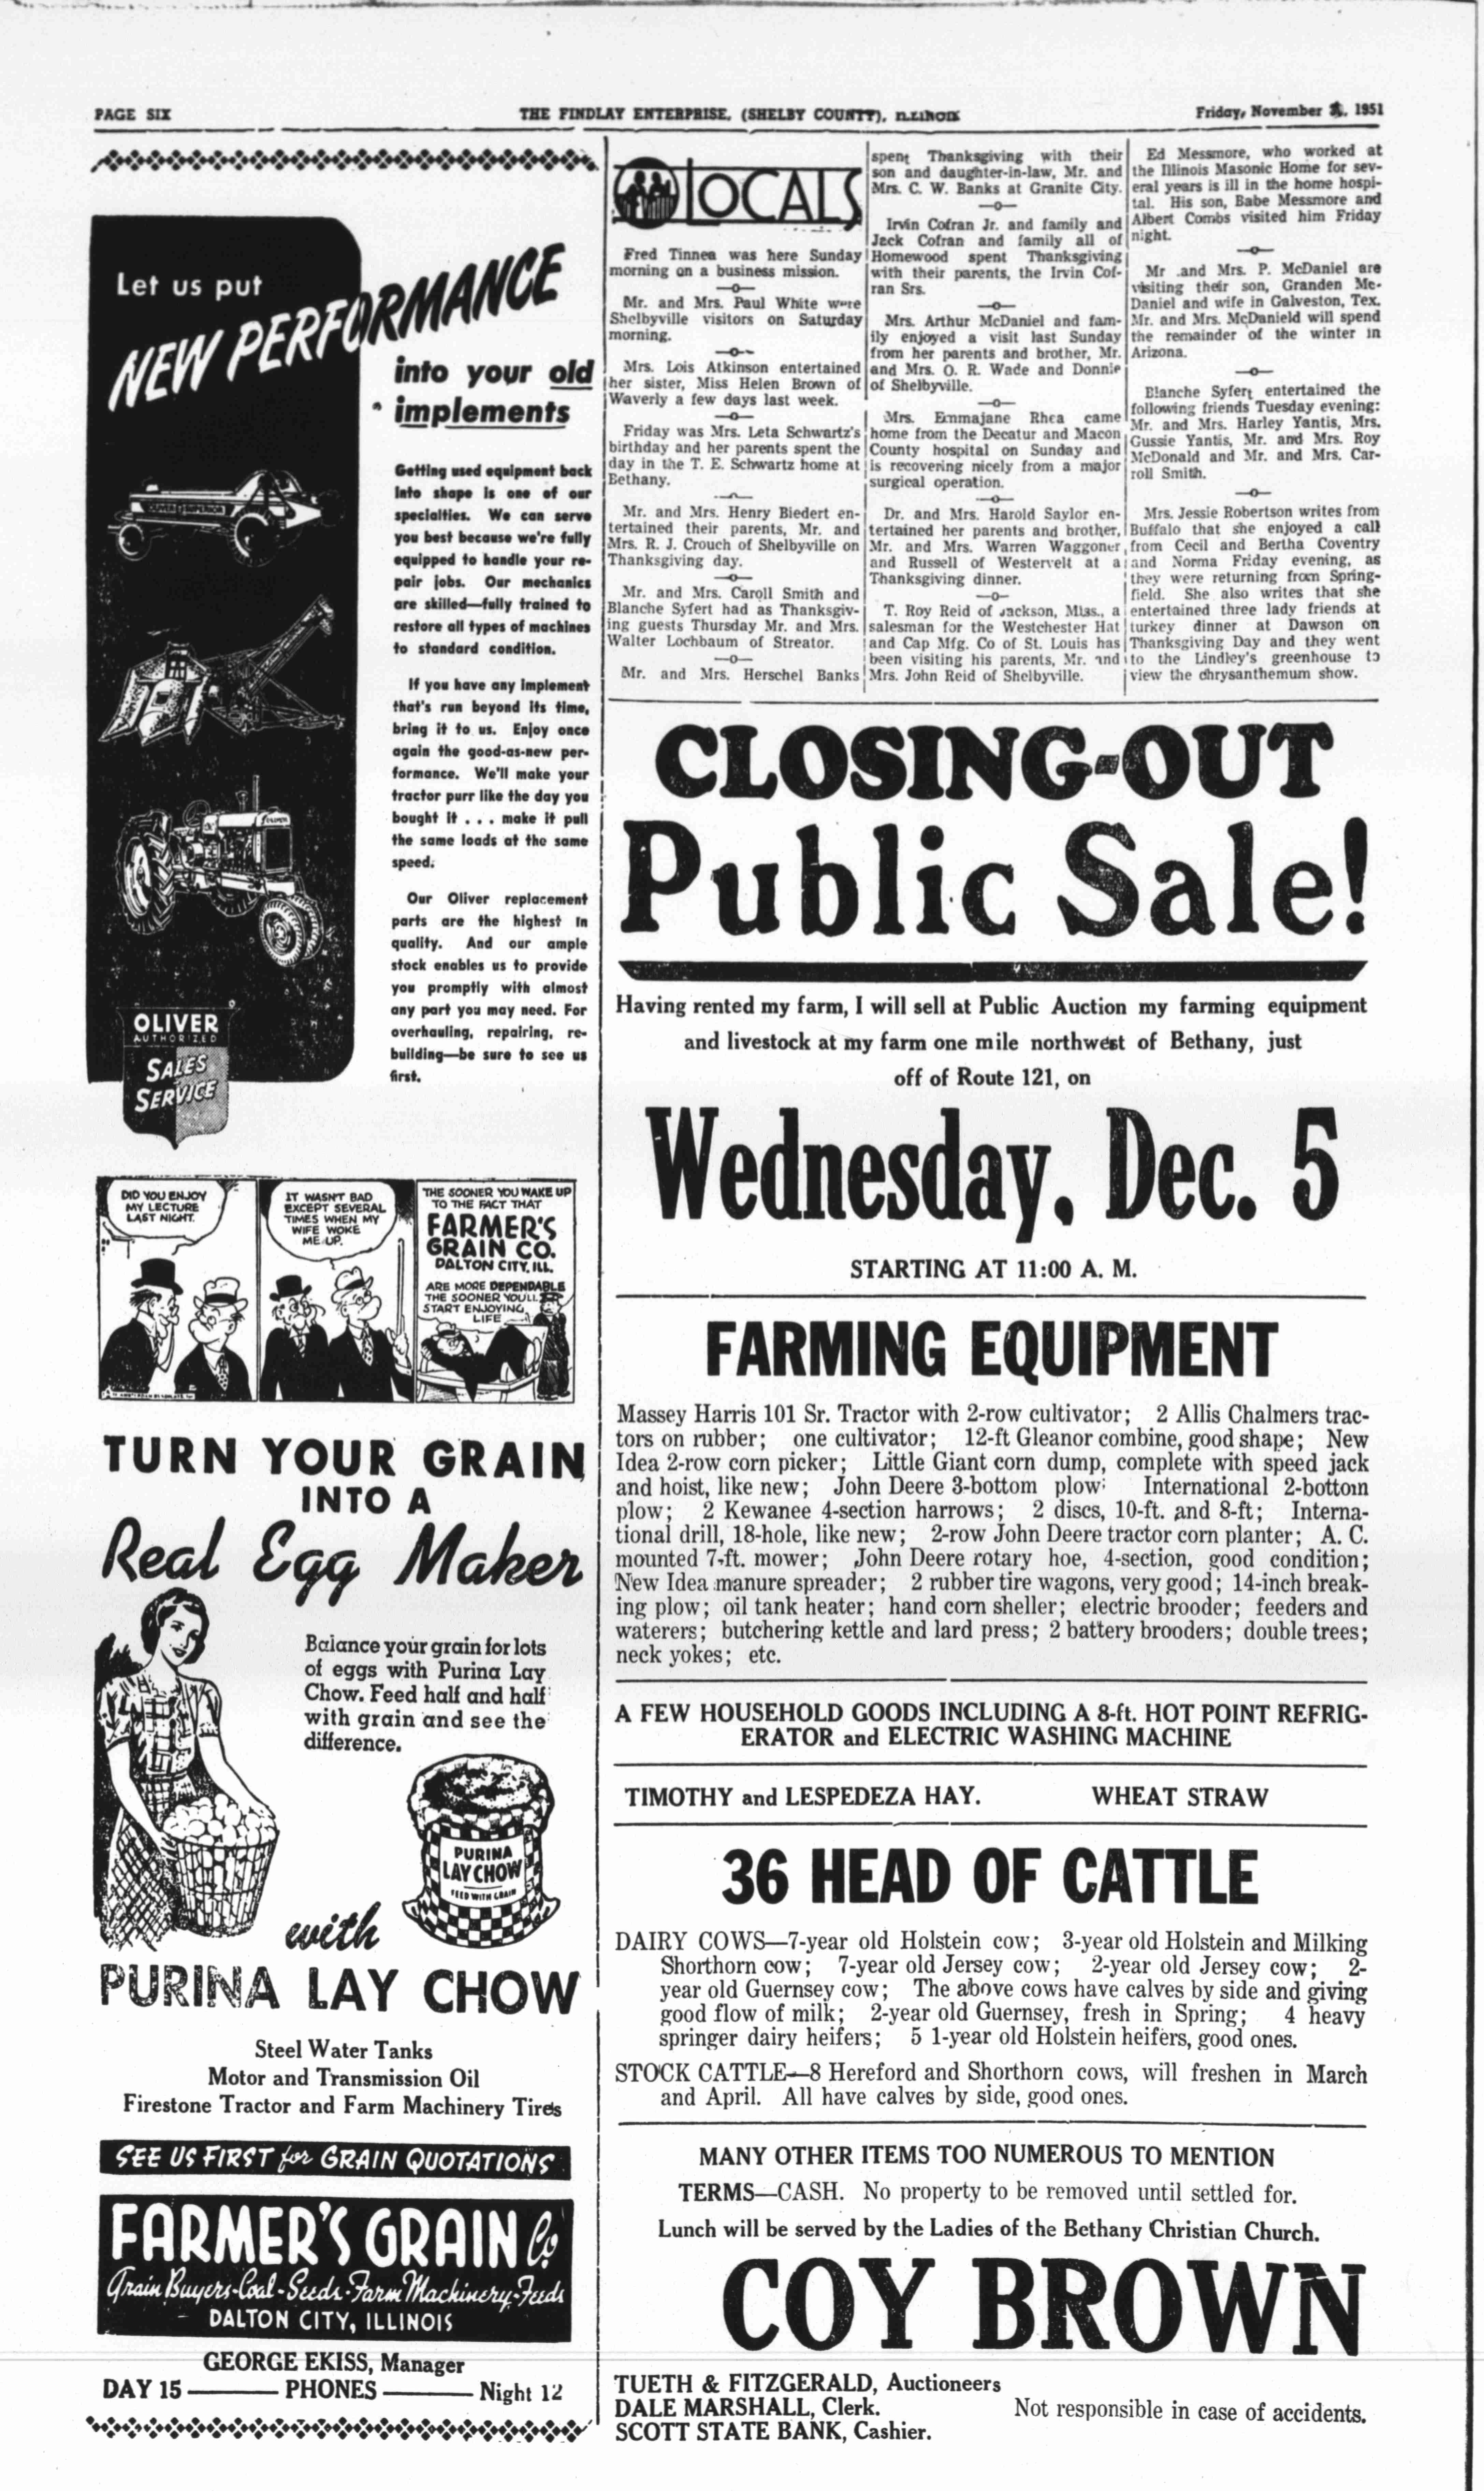 PAGE SIX
THE FINDLAY ENTERPRISE, (SHELBY COUNTY), ILLINOIS
Friday, November 1951
Let us put
NEW PERFORMANCE
into your old
implements
Getting used equipment back
into shape is one of our
specialties. We can serve
you best because we're fully
equipped to handle your re-
pair jobs. Our mechanics
are skilled—fully trained to
restore all types of machines
to standard condition.
If you have any implement
that's run beyond its time,
bring it to us. Enjoy once
again the good-as-new per-
formance. We'll make your
tractor purr like the day you
bought it . . . make it pull
the same loads at the same
speed.
Our Oliver replacement
parts are the highest in
quality. And our ample
stock enables us to provide
you promptly with almost
any part you may need. For
overhauling, repairing, re-
building—be sure to see us
first.
OLIVER
AUTHORIZED
SALES
SERVICE
DID YOU ENJOY
MY LECTURE
LAST NIGHT.
IT WASN'T BAD
EXCEPT SEVERAL
TIMES WHEN MY
WIFE WOKE
ME UP.
THE SOONER YOU WAKE UP
TO THE FACT THAT
FARMER'S
GRAIN CO.
DALTON CITY, ILL.
ARE MORE DEPENDABLE
THE SOONER YOU'LL
START ENJOYING
LIFE
TURN YOUR GRAIN
INTO A
Real Egg Maker
Balance your grain for lots
of eggs with Purina Lay
Chow. Feed half and half
with grain and see the
difference.
PURINA
LAY CHOW
FEED WITH GRAIN
with
PURINA LAY CHOW
Steel Water Tanks
Motor and Transmission Oil
Firestone Tractor and Farm Machinery Tires
SEE US FIRST for GRAIN QUOTATIONS
FARMER'S GRAIN Co.
Grain Buyers-Coal-Seeds-Farm Machinery-Feeds
DALTON CITY, ILLINOIS
GEORGE EKISS, Manager
DAY 15 —— PHONES —— Night 12
LOCALS
Fred Tinnea was here Sunday
morning on a business mission.
—o—
Mr. and Mrs. Paul White were
Shelbyville visitors on Saturday
morning.
—o—
Mrs. Lois Atkinson entertained
her sister, Miss Helen Brown of
Waverly a few days last week.
—o—
Friday was Mrs. Leta Schwartz's
birthday and her parents spent the
day in the T. E. Schwartz home at
Bethany.
—o—
Mr. and Mrs. Henry Biedert en-
tertained their parents, Mr. and
Mrs. R. J. Crouch of Shelbyville on
Thanksgiving day.
—o—
Mr. and Mrs. Caroll Smith and
Blanche Syfert had as Thanksgiv-
ing guests Thursday Mr. and Mrs.
Walter Lochbaum of Streator.
—o—
Mr. and Mrs. Herschel Banks
spent Thanksgiving with their
son and daughter-in-law, Mr. and
Mrs. C. W. Banks at Granite City.
—o—
Irvin Cofran Jr. and family and
Jack Cofran and family all of
Homewood spent Thanksgiving
with their parents, the Irvin Cof-
ran Srs.
—o—
Mrs. Arthur McDaniel and fam-
ily enjoyed a visit last Sunday
from her parents and brother, Mr.
and Mrs. O. R. Wade and Donnie
of Shelbyville.
—o—
Mrs. Emmajane Rhea came
home from the Decatur and Macon
County hospital on Sunday and
is recovering nicely from a major
surgical operation.
—o—
Dr. and Mrs. Harold Saylor en-
tertained her parents and brother,
Mr. and Mrs. Warren Waggoner
and Russell of Westervelt at a
Thanksgiving dinner.
—o—
T. Roy Reid of Jackson, Miss., a
salesman for the Westchester Hat
and Cap Mfg. Co of St. Louis has
been visiting his parents, Mr. and
Mrs. John Reid of Shelbyville.
Ed Messmore, who worked at
the Illinois Masonic Home for sev-
eral years is ill in the home hospi-
tal. His son, Babe Messmore and
Albert Combs visited him Friday
night.
—o—
Mr .and Mrs. P. McDaniel are
visiting their son, Granden Mc-
Daniel and wife in Galveston, Tex.
Mr. and Mrs. McDanield will spend
the remainder of the winter in
Arizona.
—o—
Blanche Syfert entertained the
following friends Tuesday evening:
Mr. and Mrs. Harley Yantis, Mrs.
Gussie Yantis, Mr. and Mrs. Roy
McDonald and Mr. and Mrs. Car-
roll Smith.
—o—
Mrs. Jessie Robertson writes from
Buffalo that she enjoyed a call
from Cecil and Bertha Coventry
and Norma Friday evening, as
they were returning from Spring-
field. She also writes that she
entertained three lady friends at
turkey dinner at Dawson on
Thanksgiving Day and they went
to the Lindley's greenhouse to
view the chrysanthemum show.
CLOSING-OUT
Public Sale!
Having rented my farm, I will sell at Public Auction my farming equipment
and livestock at my farm one mile northwest of Bethany, just
off of Route 121, on
Wednesday, Dec. 5
STARTING AT 11:00 A. M.
FARMING EQUIPMENT
Massey Harris 101 Sr. Tractor with 2-row cultivator; 2 Allis Chalmers trac-
tors on rubber; one cultivator; 12-ft Gleanor combine, good shape; New
Idea 2-row corn picker; Little Giant corn dump, complete with speed jack
and hoist, like new; John Deere 3-bottom plow; International 2-bottom
plow; 2 Kewanee 4-section harrows; 2 discs, 10-ft. and 8-ft; Interna-
tional drill, 18-hole, like new; 2-row John Deere tractor corn planter; A. C.
mounted 7-ft. mower; John Deere rotary hoe, 4-section, good condition;
New Idea manure spreader; 2 rubber tire wagons, very good; 14-inch break-
ing plow; oil tank heater; hand corn sheller; electric brooder; feeders and
waterers; butchering kettle and lard press; 2 battery brooders; double trees;
neck yokes; etc.
A FEW HOUSEHOLD GOODS INCLUDING A 8-ft. HOT POINT REFRIG-
ERATOR and ELECTRIC WASHING MACHINE
TIMOTHY and LESPEDEZA HAY. WHEAT STRAW
36 HEAD OF CATTLE
DAIRY COWS—7-year old Holstein cow; 3-year old Holstein and Milking
Shorthorn cow; 7-year old Jersey cow; 2-year old Jersey cow; 2-
year old Guernsey cow; The above cows have calves by side and giving
good flow of milk; 2-year old Guernsey, fresh in Spring; 4 heavy
springer dairy heifers; 5 1-year old Holstein heifers, good ones.
STOCK CATTLE—8 Hereford and Shorthorn cows, will freshen in March
and April. All have calves by side, good ones.
MANY OTHER ITEMS TOO NUMEROUS TO MENTION
TERMS—CASH. No property to be removed until settled for.
Lunch will be served by the Ladies of the Bethany Christian Church.
COY BROWN
TUETH & FITZGERALD, Auctioneers
DALE MARSHALL, Clerk.
SCOTT STATE BANK, Cashier.
Not responsible in case of accidents.